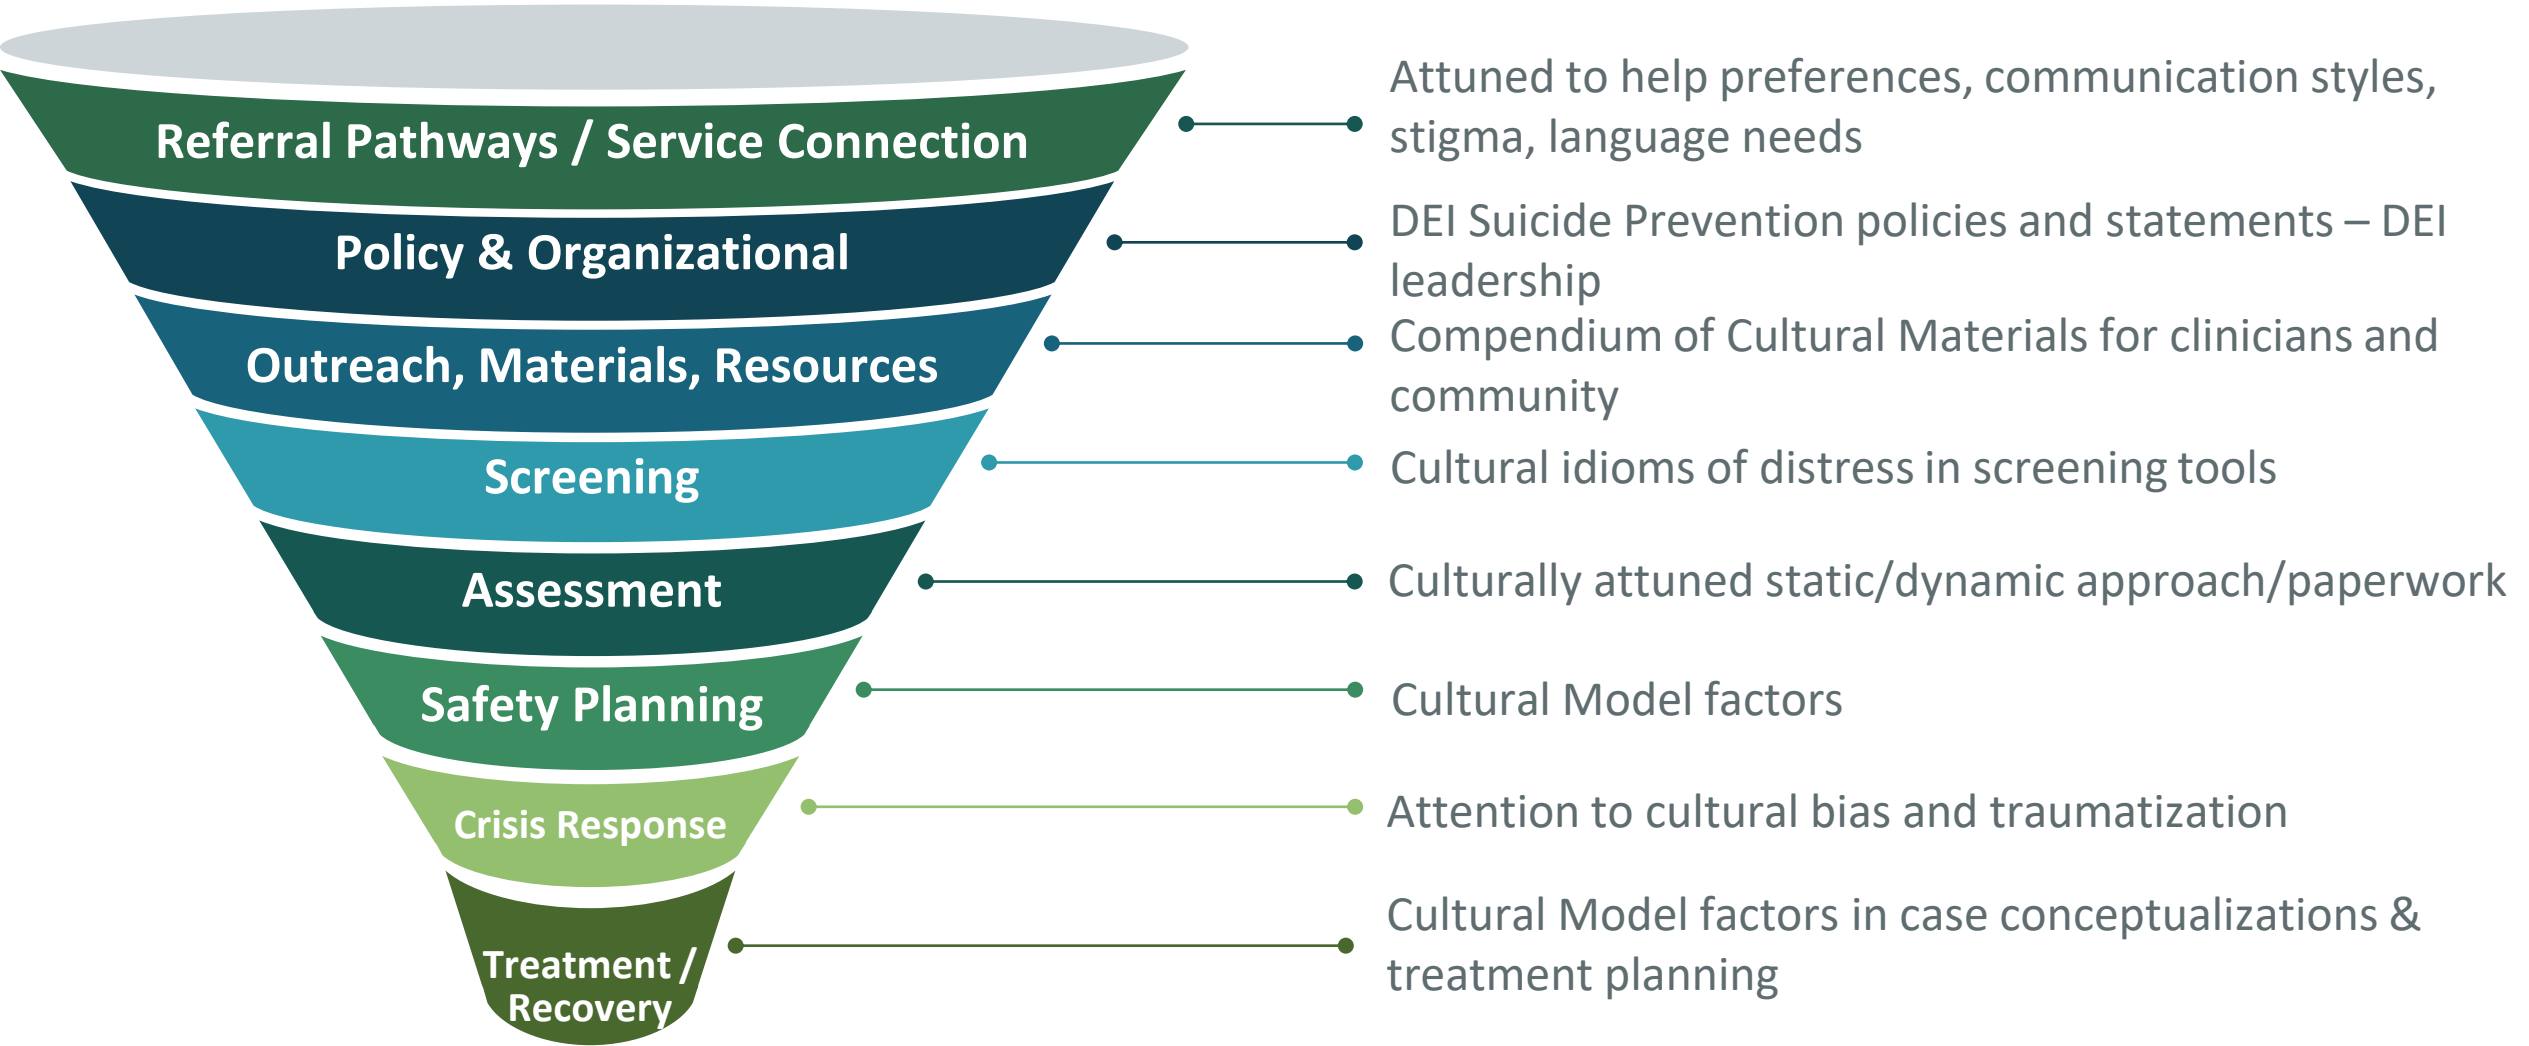 Referral Pathways / Service Connection
Attuned to help preferences, communication styles,
stigma, language needs
Policy & Organizational
DEI Suicide Prevention policies and statements – DEI
leadership
Outreach, Materials, Resources
Compendium of Cultural Materials for clinicians and
community
Screening
Cultural idioms of distress in screening tools
Assessment
Culturally attuned static/dynamic approach/paperwork
Safety Planning
Cultural Model factors
Crisis Response
Attention to cultural bias and traumatization
Treatment /
Recovery
Cultural Model factors in case conceptualizations &
treatment planning